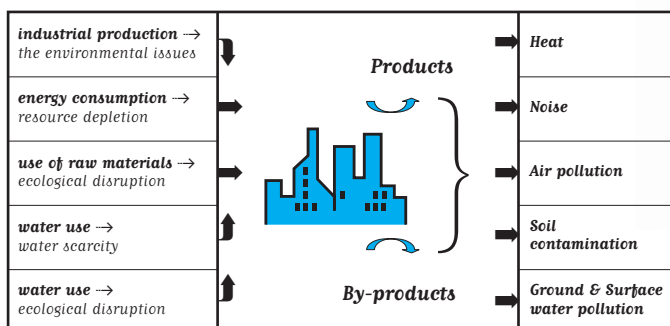 industrial production →
the environmental issues
energy consumption →
resource depletion
use of raw materials →
ecological disruption
water use →
water scarcity
water use →
ecological disruption
Products
By-products
Heat
Noise
Air pollution
Soil
contamination
Ground & Surface
water pollution